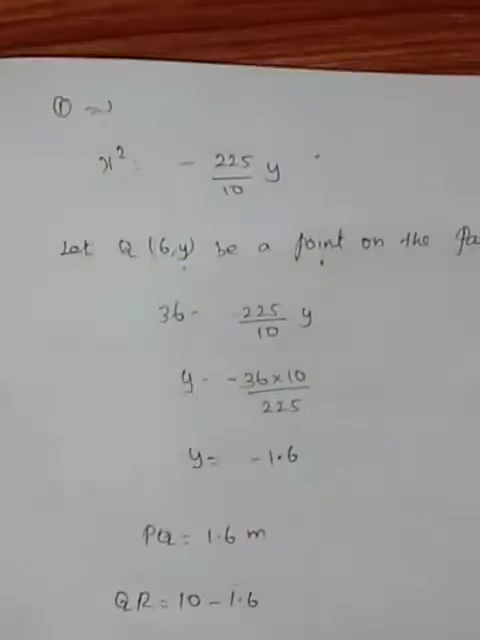 ① ⇒
x² = - 225/10 y
Let Q (6,y) be a point on the Pa
36 - 225/10 y
y - -36×10/225
y = -1.6
PQ = 1.6 m
QR = 10 - 1.6